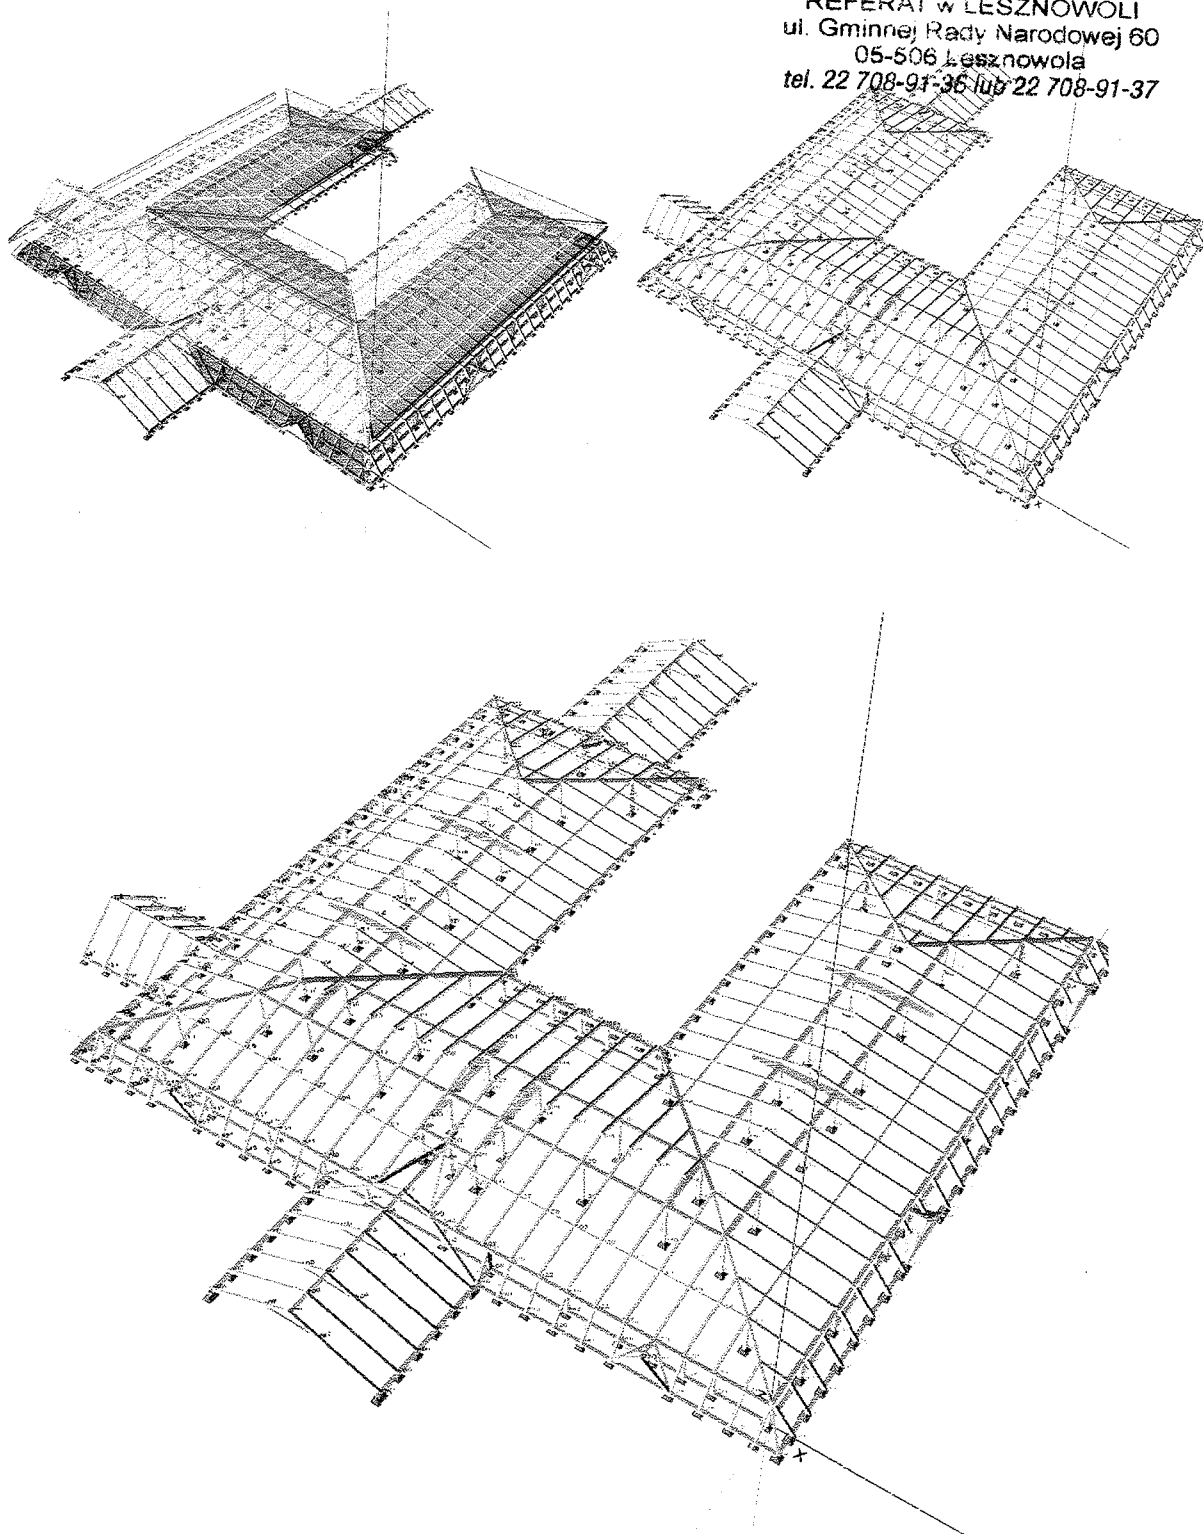 REFERAT w LESZNOWOLI
ul. Gminnej Rady Narodowej 60
05-506 Lesznowola
tel. 22 708-91-36 lub 22 708-91-37
X